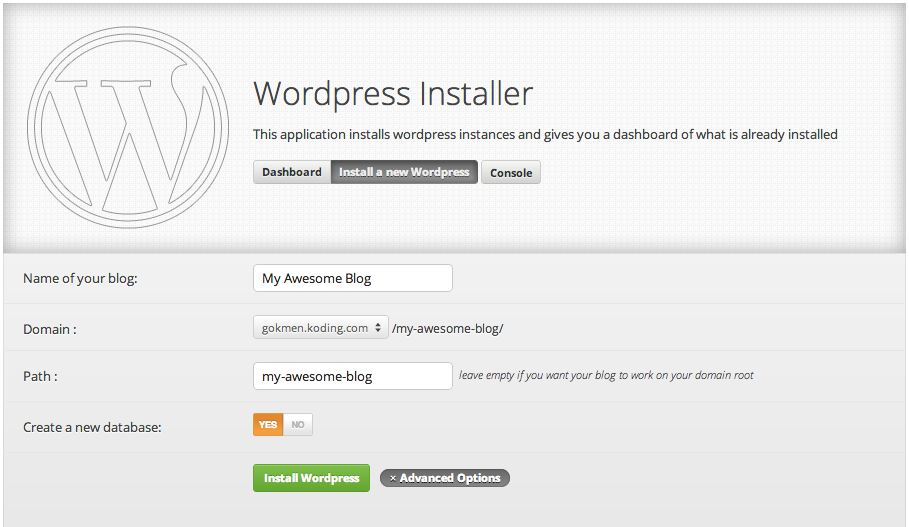 Wordpress Installer
This application installs wordpress instances and gives you a dashboard of what is already installed
Dashboard Install a new Wordpress Console
Name of your blog: My Awesome Blog
Domain : gokmen.koding.com /my-awesome-blog/
Path : my-awesome-blog leave empty if you want your blog to work on your domain root
Create a new database: YES NO
Install Wordpress × Advanced Options